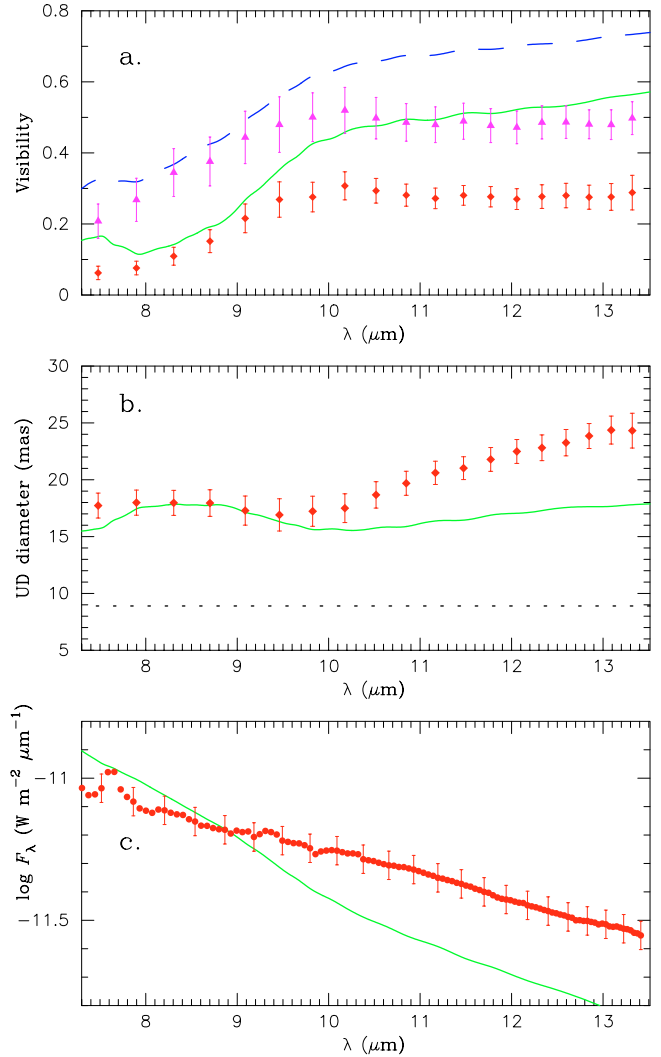 a.
0.8
0.6
0.4
0.2
0
Visibility
8 9 10 11 12 13
λ (μm)
b.
30
25
20
15
10
5
UD diameter (mas)
8 9 10 11 12 13
λ (μm)
c.
−11
−11.5
log Fλ (W m⁻² μm⁻¹)
8 9 10 11 12 13
λ (μm)